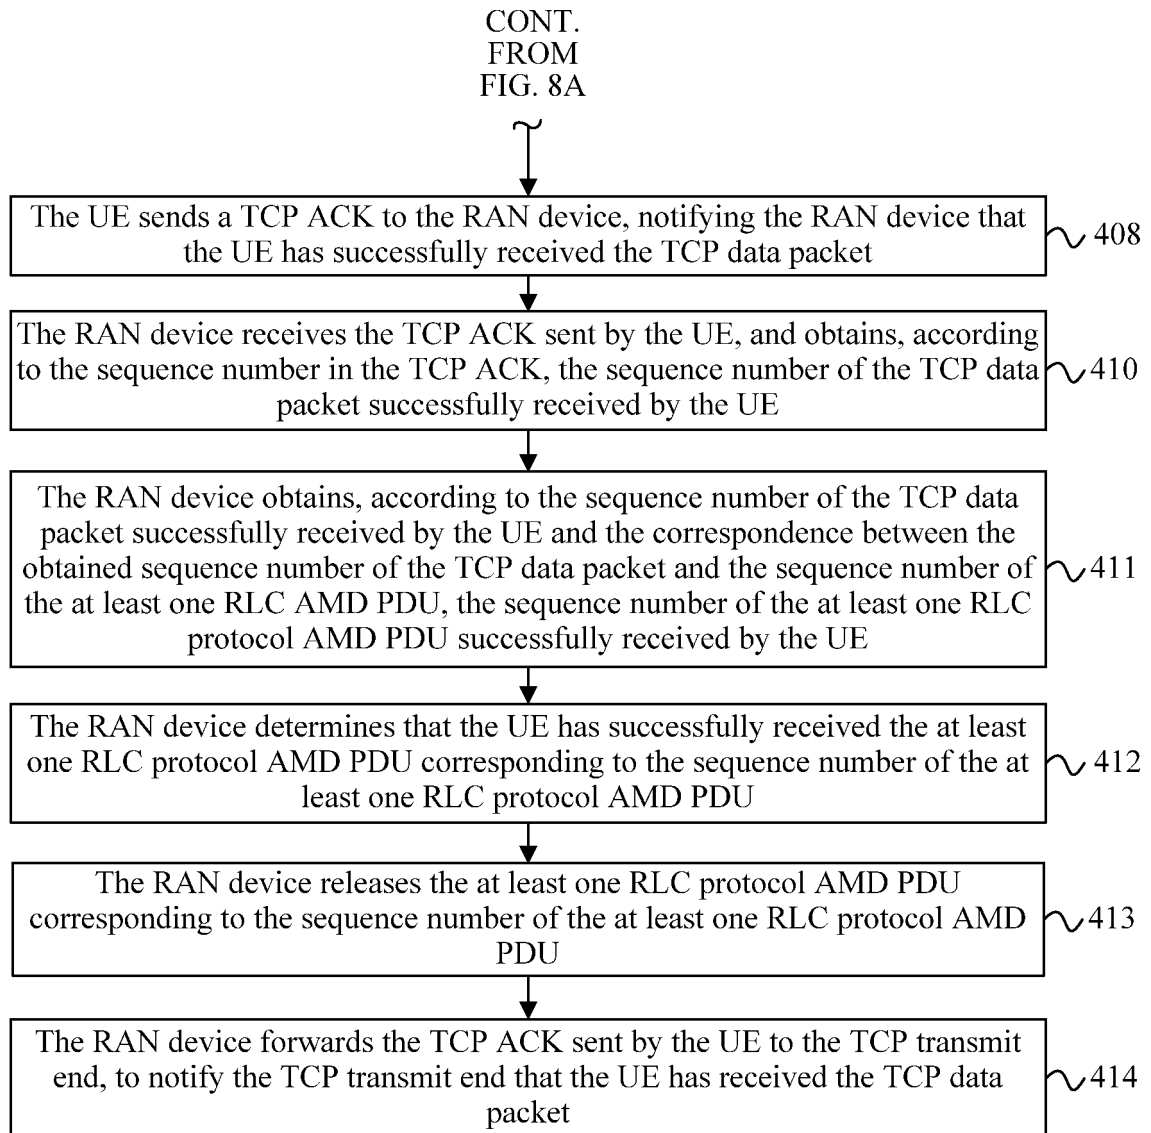 CONT.
FROM
FIG. 8A
The UE sends a TCP ACK to the RAN device, notifying the RAN device that
the UE has successfully received the TCP data packet
408
The RAN device receives the TCP ACK sent by the UE, and obtains, according
to the sequence number in the TCP ACK, the sequence number of the TCP data
packet successfully received by the UE
410
The RAN device obtains, according to the sequence number of the TCP data
packet successfully received by the UE and the correspondence between the
obtained sequence number of the TCP data packet and the sequence number of
the at least one RLC AMD PDU, the sequence number of the at least one RLC
protocol AMD PDU successfully received by the UE
411
The RAN device determines that the UE has successfully received the at least
one RLC protocol AMD PDU corresponding to the sequence number of the at
least one RLC protocol AMD PDU
412
The RAN device releases the at least one RLC protocol AMD PDU
corresponding to the sequence number of the at least one RLC protocol AMD
PDU
413
The RAN device forwards the TCP ACK sent by the UE to the TCP transmit
end, to notify the TCP transmit end that the UE has received the TCP data
packet
414